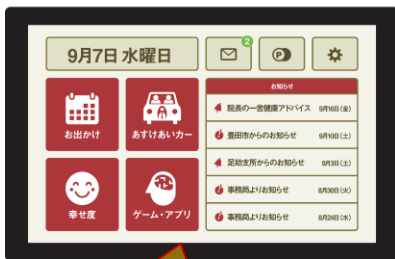 9月7日 水曜日
2
P
お出かけ
あすけあいカー
幸せ度
ゲーム・アプリ
お知らせ
院長の一言健康アドバイス 9月16日(金)
豊田市からのお知らせ 9月10日(土)
足助支所からのお知らせ 9月3日(土)
事務局よりお知らせ 8月30日(火)
事務局よりお知らせ 8月24日(水)